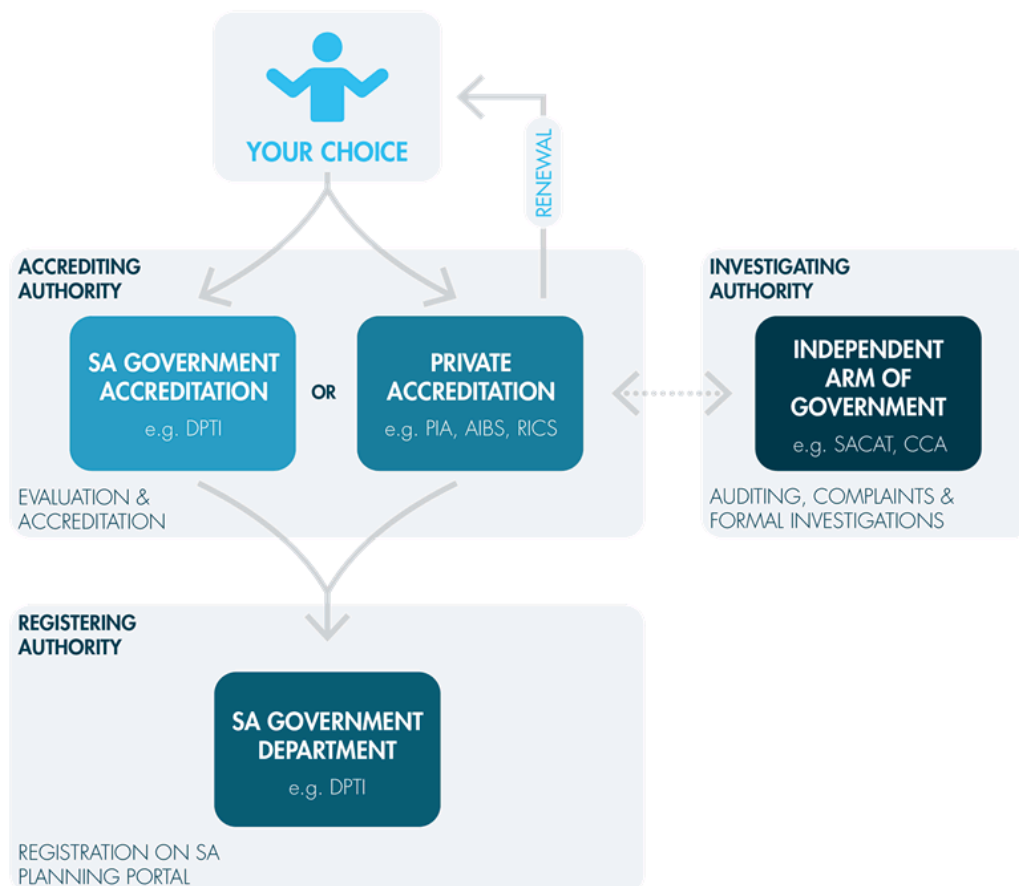 YOUR CHOICE
RENEWAL
ACCREDITING
AUTHORITY
SA GOVERNMENT
ACCREDITATION
e.g. DPTI
OR
PRIVATE
ACCREDITATION
e.g. PIA, AIBS, RICS
EVALUATION &
ACCREDITATION
INVESTIGATING
AUTHORITY
INDEPENDENT
ARM OF
GOVERNMENT
e.g. SACAT, CCA
AUDITING, COMPLAINTS &
FORMAL INVESTIGATIONS
REGISTERING
AUTHORITY
SA GOVERNMENT
DEPARTMENT
e.g. DPTI
REGISTRATION ON SA
PLANNING PORTAL